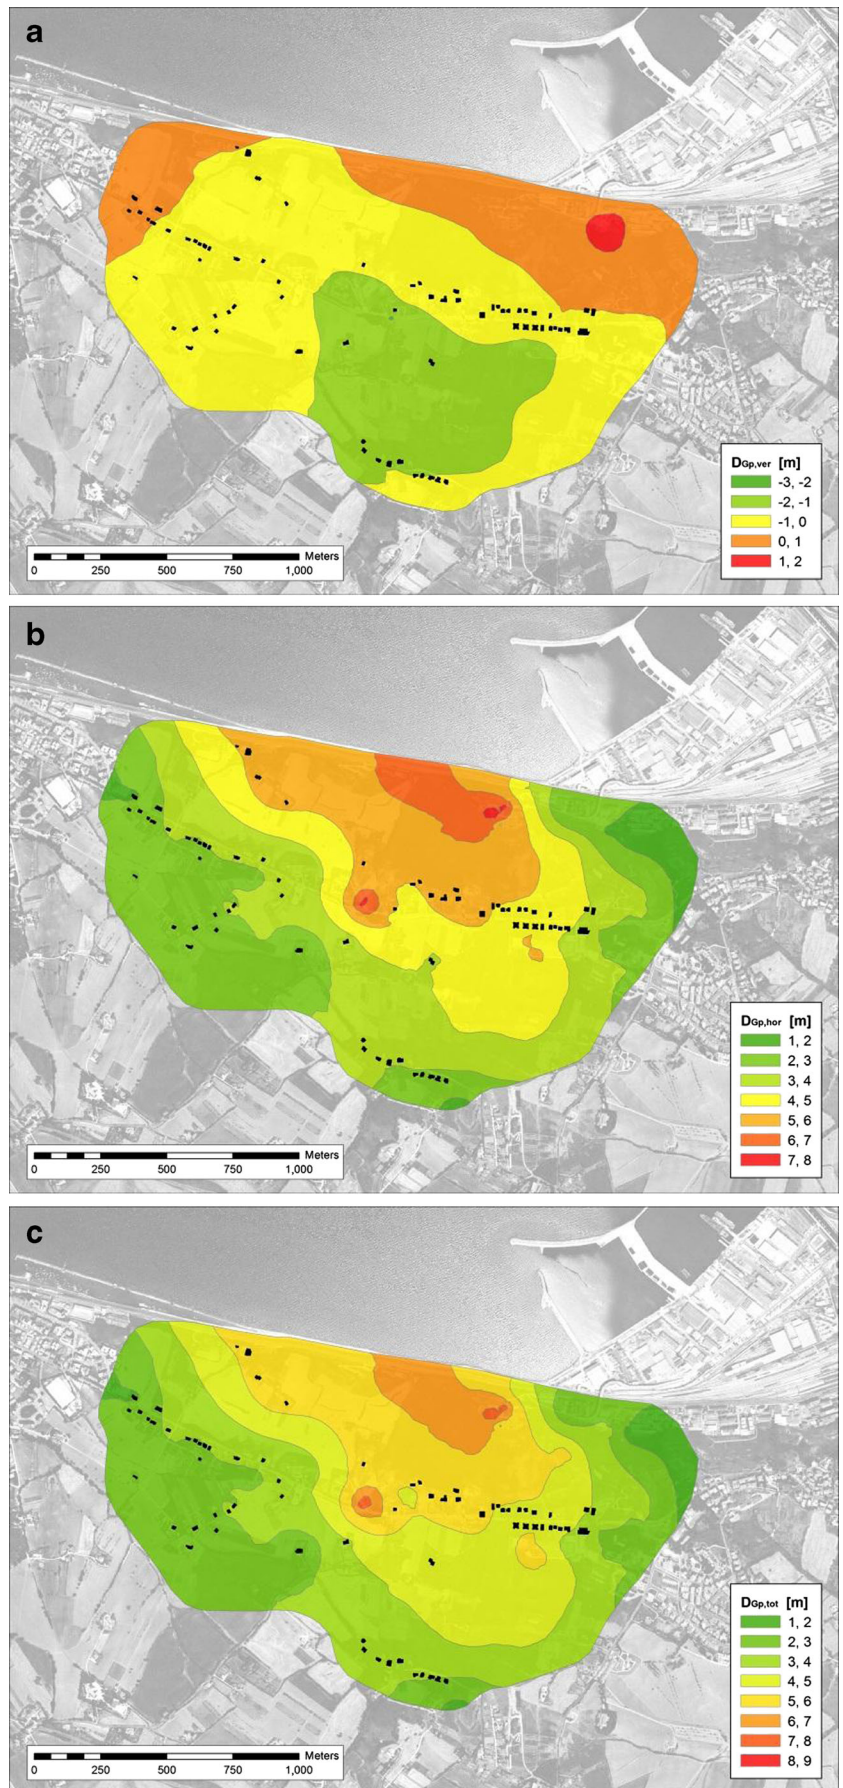 a
D_Gp,ver [m]
-3, -2
-2, -1
-1, 0
0, 1
1, 2
Meters
0 250 500 750 1,000
b
D_Gp,hor [m]
1, 2
2, 3
3, 4
4, 5
5, 6
6, 7
7, 8
Meters
0 250 500 750 1,000
c
D_Gp,tot [m]
1, 2
2, 3
3, 4
4, 5
5, 6
6, 7
7, 8
8, 9
Meters
0 250 500 750 1,000